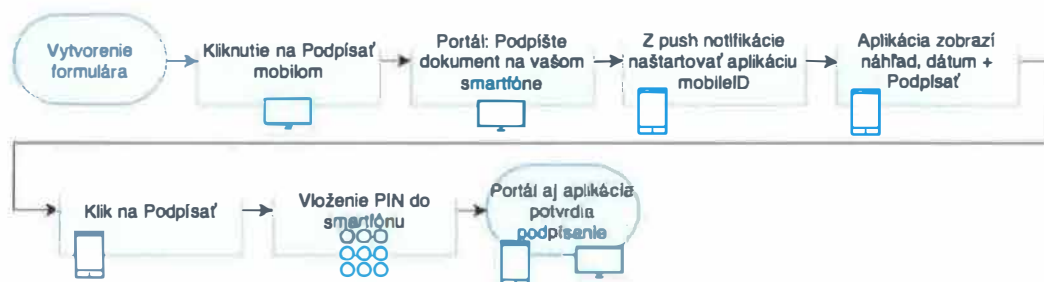 Vytvorenie
formulára
Kliknutie na Podpísať
mobilom
Portál: Podpíšte
dokument na vašom
smartfóne
Z push notifikácie
naštartovať aplikáciu
mobileID
Aplikácia zobrazí
náhľad, dátum +
Podpísať
Klik na Podpísať
Vloženie PIN do
smartfónu
Portál aj aplikácia
potvrdia
podpísanie